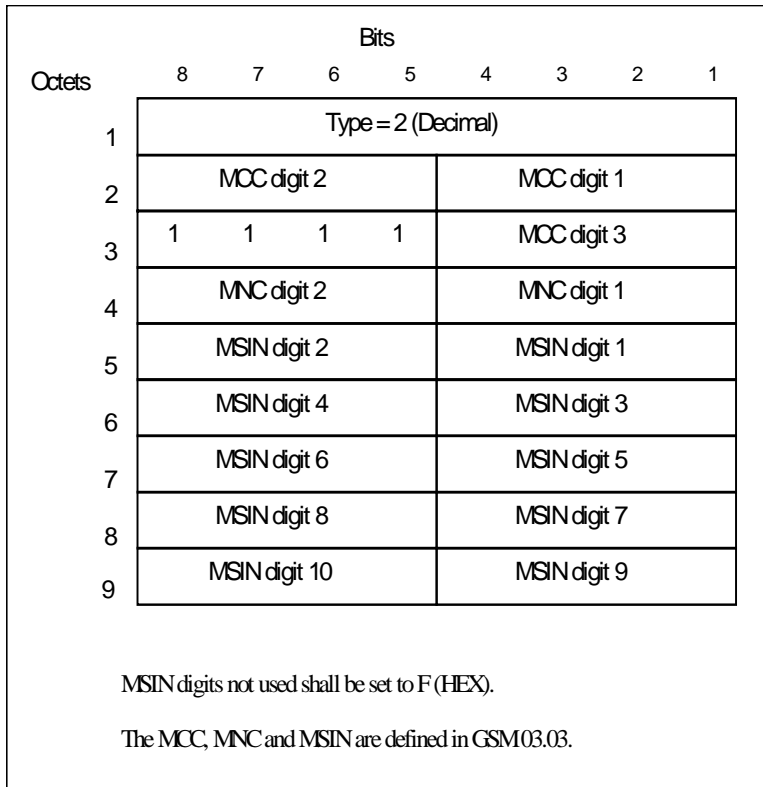 Bits
Octets 8 7 6 5 4 3 2 1
1 Type = 2 (Decimal)
2 MCC digit 2 MCC digit 1
3 1 1 1 1 MCC digit 3
4 MNC digit 2 MNC digit 1
5 MSIN digit 2 MSIN digit 1
6 MSIN digit 4 MSIN digit 3
7 MSIN digit 6 MSIN digit 5
8 MSIN digit 8 MSIN digit 7
9 MSIN digit 10 MSIN digit 9
MSIN digits not used shall be set to F (HEX).
The MCC, MNC and MSIN are defined in GSM 03.03.